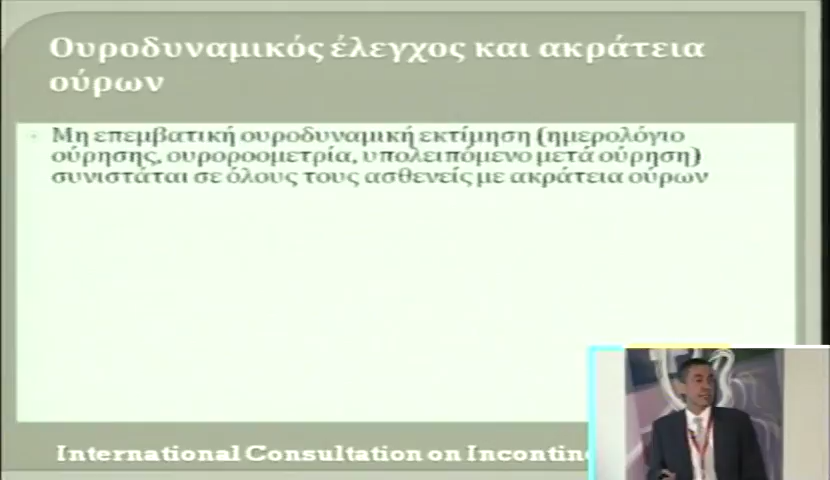 Ουροδυναμικός έλεγχος και ακράτεια
ούρων
Μη επεμβατική ουροδυναμική εκτίμηση (ημερολόγιο
ούρησης, ουροροομετρία, υπολειπόμενο μετά ούρηση)
συνιστάται σε όλους τους ασθενείς με ακράτεια ούρων
International Consultation on